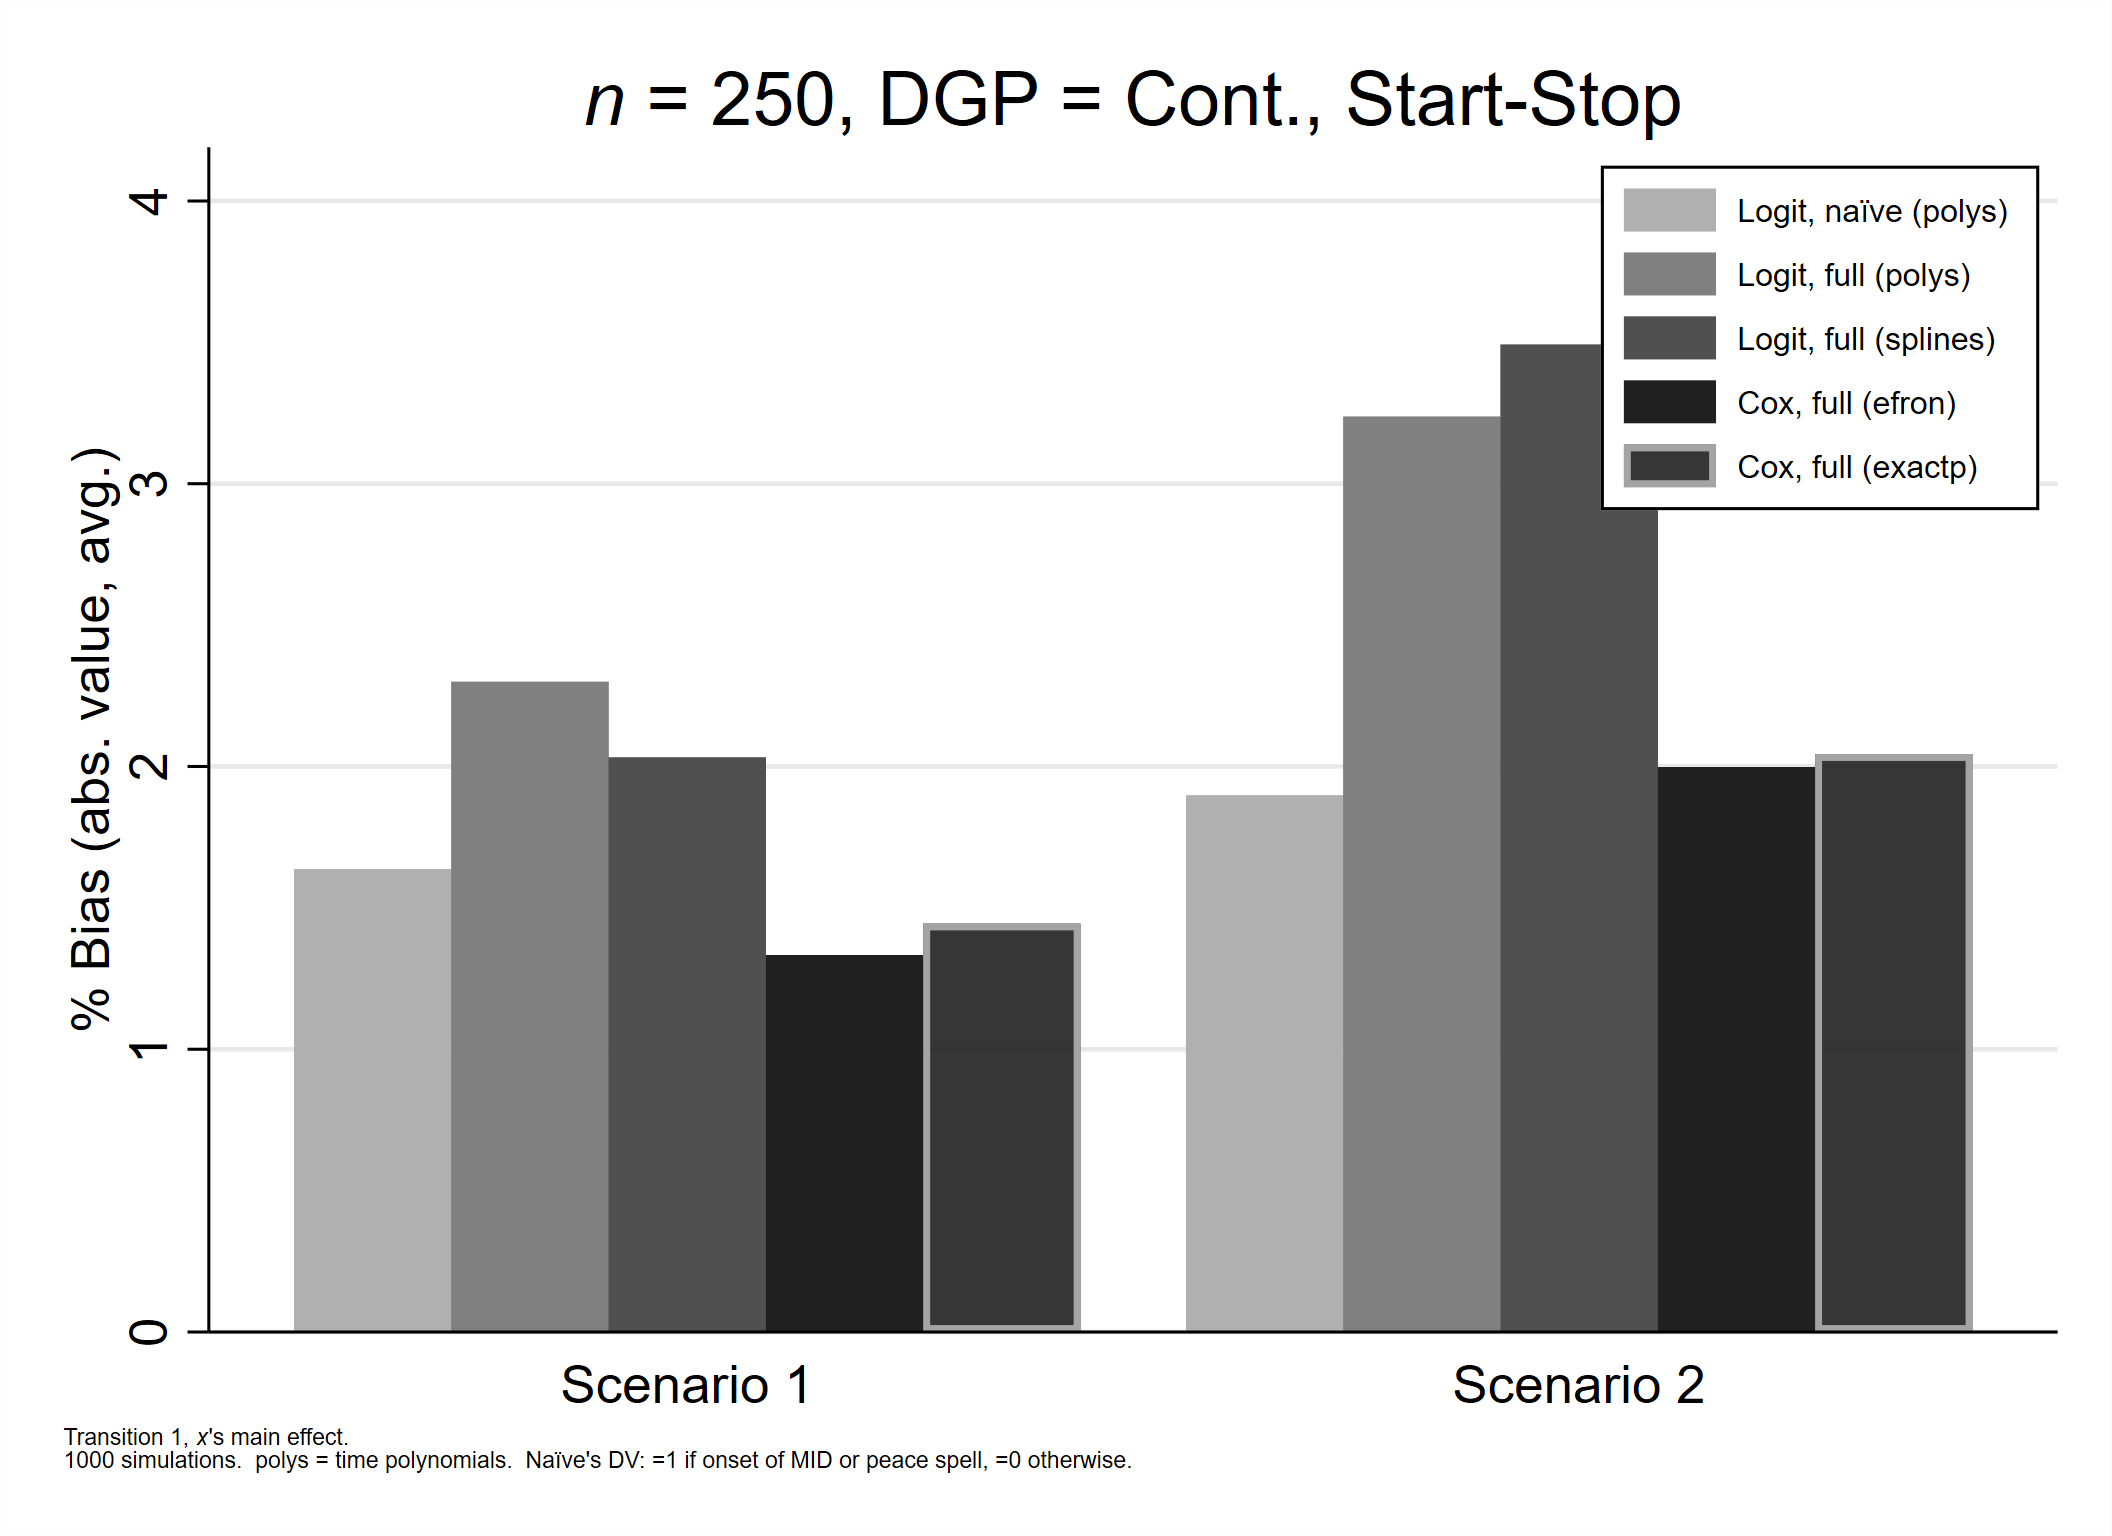 n = 250, DGP = Cont., Start-Stop
Logit, naïve (polys)
Logit, full (polys)
Logit, full (splines)
Cox, full (efron)
Cox, full (exactp)
% Bias (abs. value, avg.)
4
3
2
1
0
Scenario 1
Scenario 2
Transition 1, x's main effect.
1000 simulations.  polys = time polynomials.  Naïve's DV: =1 if onset of MID or peace spell, =0 otherwise.